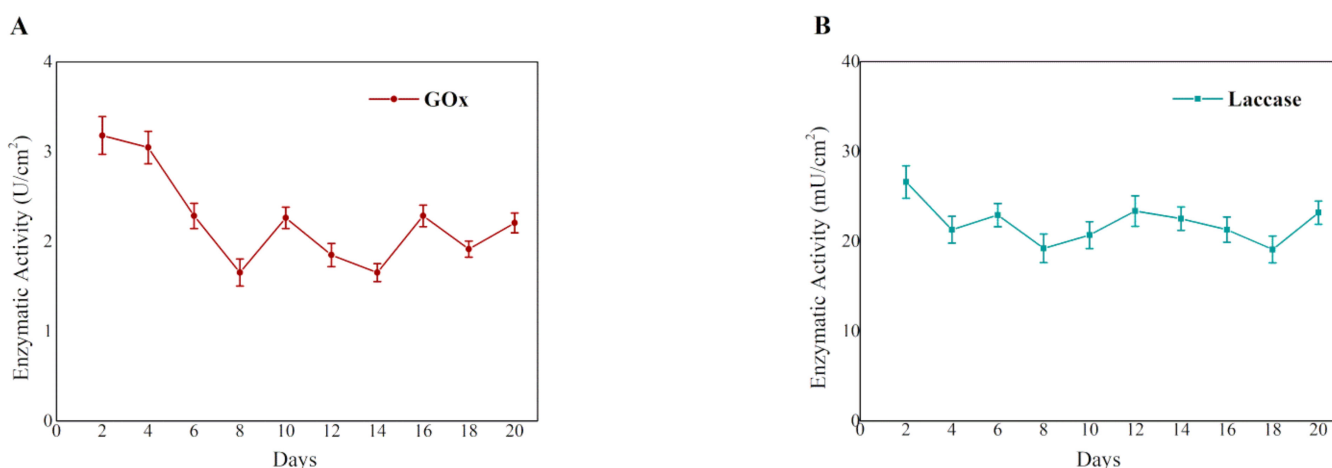 A
GOx
Enzymatic Activity (U/cm²)
4
3
2
1
0
0 2 4 6 8 10 12 14 16 18 20
Days
B
Laccase
Enzymatic Activity (mU/cm²)
40
30
20
10
0
0 2 4 6 8 10 12 14 16 18 20
Days